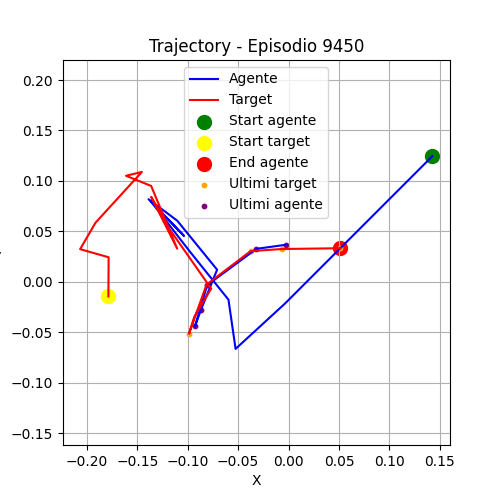 Trajectory - Episodio 9450
Agente
Target
Start agente
Start target
End agente
Ultimi target
Ultimi agente
0.20
0.15
0.10
0.05
0.00
−0.05
−0.10
−0.15
−0.20
−0.15
−0.10
−0.05
0.00
0.05
0.10
0.15
X